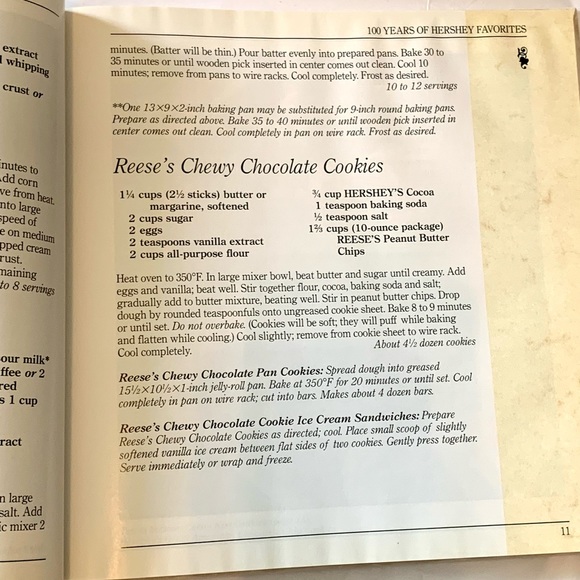 extract
whipping
crust or
nutes to
dd corn
ve from heat.
nto large
speed of
e on medium
pped cream
rust.
maining
to 8 servings
our milk*
ffee or 2
red
s 1 cup
ract
n large
salt. Add
ic mixer 2
100 YEARS OF HERSHEY FAVORITES
minutes. (Batter will be thin.) Pour batter evenly into prepared pans. Bake 30 to
35 minutes or until wooden pick inserted in center comes out clean. Cool 10
minutes; remove from pans to wire racks. Cool completely. Frost as desired.
10 to 12 servings
**One 13×9×2-inch baking pan may be substituted for 9-inch round baking pans.
Prepare as directed above. Bake 35 to 40 minutes or until wooden pick inserted in
center comes out clean. Cool completely in pan on wire rack. Frost as desired.
Reese's Chewy Chocolate Cookies
1¼ cups (2½ sticks) butter or
margarine, softened
2 cups sugar
2 eggs
2 teaspoons vanilla extract
2 cups all-purpose flour
¾ cup HERSHEY'S Cocoa
1 teaspoon baking soda
½ teaspoon salt
1⅔ cups (10-ounce package)
REESE'S Peanut Butter
Chips
Heat oven to 350°F. In large mixer bowl, beat butter and sugar until creamy. Add
eggs and vanilla; beat well. Stir together flour, cocoa, baking soda and salt;
gradually add to butter mixture, beating well. Stir in peanut butter chips. Drop
dough by rounded teaspoonfuls onto ungreased cookie sheet. Bake 8 to 9 minutes
or until set. Do not overbake. (Cookies will be soft; they will puff while baking
and flatten while cooling.) Cool slightly; remove from cookie sheet to wire rack.
Cool completely. About 4½ dozen cookies
Reese's Chewy Chocolate Pan Cookies: Spread dough into greased
15½×10½×1-inch jelly-roll pan. Bake at 350°F for 20 minutes or until set. Cool
completely in pan on wire rack; cut into bars. Makes about 4 dozen bars.
Reese's Chewy Chocolate Cookie Ice Cream Sandwiches: Prepare
Reese's Chewy Chocolate Cookies as directed; cool. Place small scoop of slightly
softened vanilla ice cream between flat sides of two cookies. Gently press together.
Serve immediately or wrap and freeze.
11